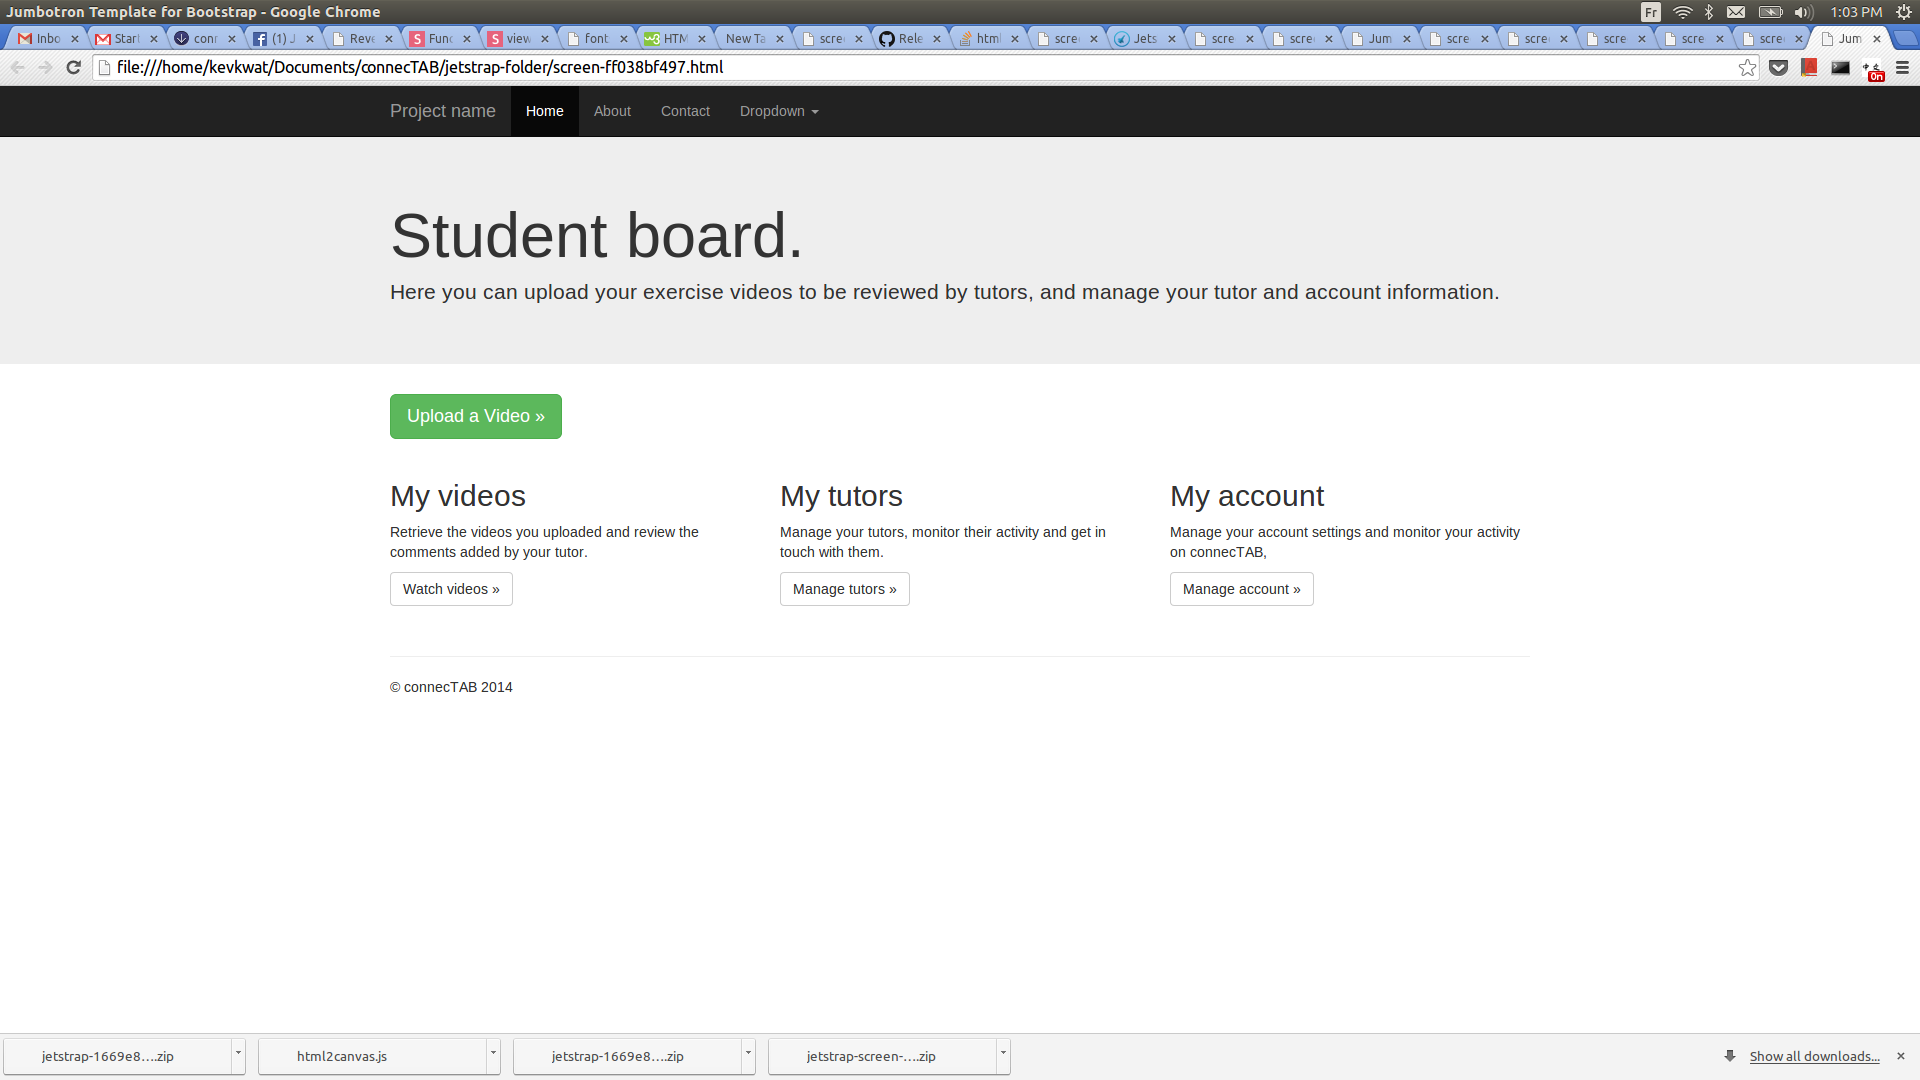 Jumbotron Template for Bootstrap - Google Chrome
Fr
1:03 PM
Inbo
Start
conn
(1) J
Reve
Func
view
font
HTM
New Ta
scre
Rele
html
scre
Jets
scre
scre
Jum
scre
scre
scre
scre
scre
Jum
file:///home/kevkwat/Documents/connecTAB/jetstrap-folder/screen-ff038bf497.html
On
Project name
Home
About
Contact
Dropdown
Student board.
Here you can upload your exercise videos to be reviewed by tutors, and manage your tutor and account information.
Upload a Video »
My videos
Retrieve the videos you uploaded and review the
comments added by your tutor.
Watch videos »
My tutors
Manage your tutors, monitor their activity and get in
touch with them.
Manage tutors »
My account
Manage your account settings and monitor your activity
on connecTAB,
Manage account »
© connecTAB 2014
jetstrap-1669e8....zip
html2canvas.js
jetstrap-1669e8....zip
jetstrap-screen-....zip
Show all downloads...